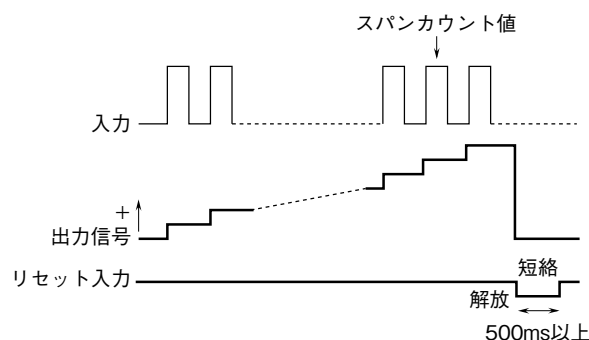 スパンカウント値
入力
+
出力信号
リセット入力
短絡
解放
500ms以上